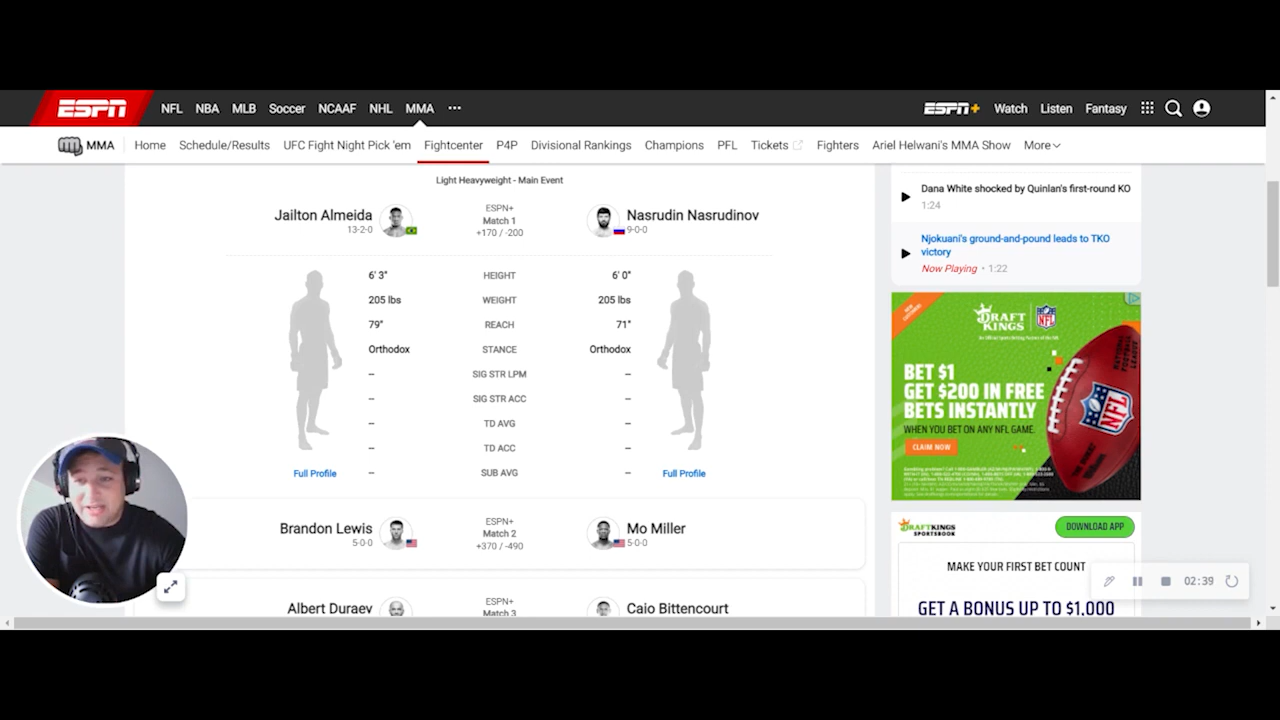 ESPN NFL NBA MLB Soccer NCAAF NHL MMA ••• ESPN+ Watch Listen Fantasy
MMA Home Schedule/Results UFC Fight Night Pick 'em Fightcenter P4P Divisional Rankings Champions PFL Tickets Fighters Ariel Helwani's MMA Show More
Light Heavyweight - Main Event
Jailton Almeida
13-2-0
ESPN+
Match 1
+170 / -200
Nasrudin Nasrudinov
9-0-0
6' 3" HEIGHT 6' 0"
205 lbs WEIGHT 205 lbs
79" REACH 71"
Orthodox STANCE Orthodox
-- SIG STR LPM --
-- SIG STR ACC --
-- TD AVG --
-- TD ACC --
Full Profile -- SUB AVG -- Full Profile
Brandon Lewis
5-0-0
ESPN+
Match 2
+370 / -490
Mo Miller
5-0-0
Albert Duraev
ESPN+
Match 3
Caio Bittencourt
Dana White shocked by Quinlan's first-round KO
1:24
Njokuani's ground-and-pound leads to TKO
victory
Now Playing • 1:22
DRAFT
KINGS
NFL
BET $1
GET $200 IN FREE
BETS INSTANTLY
WHEN YOU BET ON ANY NFL GAME.
CLAIM NOW
NFL
DRAFTKINGS
SPORTSBOOK
DOWNLOAD APP
MAKE YOUR FIRST BET COUNT
GET A BONUS UP TO $1,000
02:39